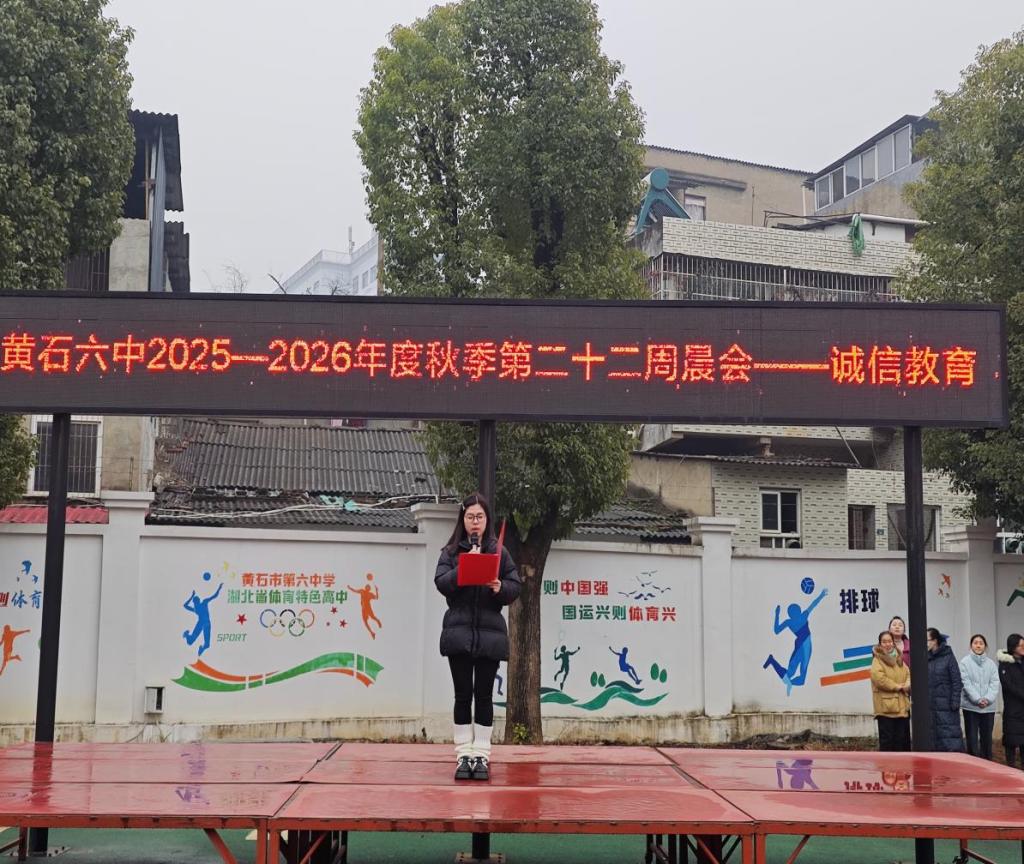 黄石六中2025—2026年度秋季第二十二周晨会——诚信教育
则体育
黄石市第六中学
湖北省体育特色高中
SPORT
则中国强
国运兴则体育兴
排球